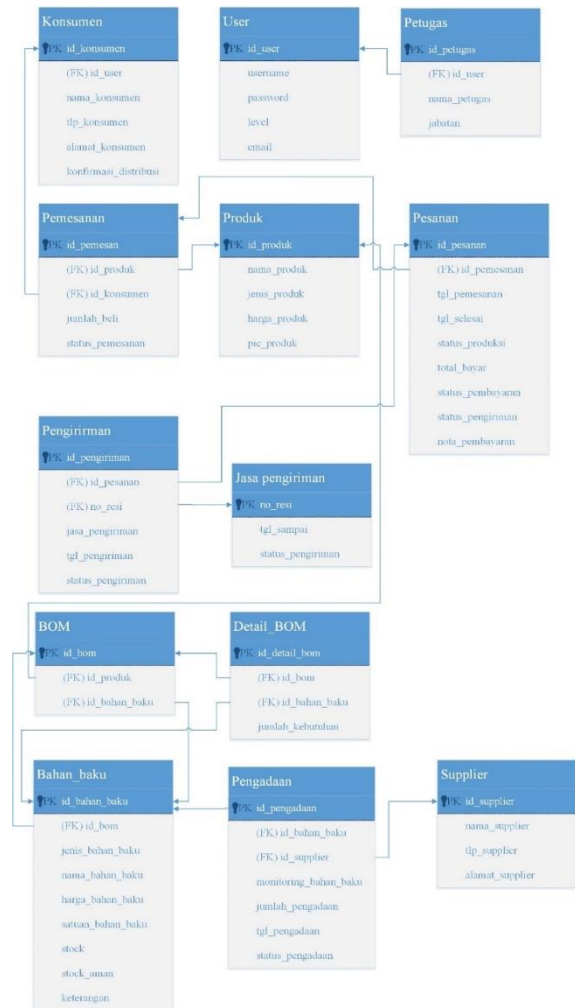 Konsumen
PK id_konsumen
(FK) id_user
nama_konsumen
tlp_konsumen
alamat_konsumen
konfirmasi_distribusi
User
PK id_user
username
password
level
email
Petugas
PK id_petugas
(FK) id_user
nama_petugas
jabatan
Pemesanan
PK id_pemesan
(FK) id_produk
(FK) id_konsumen
jumlah_beli
status_pemesanan
Produk
PK id_produk
nama_produk
jenis_produk
harga_produk
pic_produk
Pesanan
PK id_pesanan
(FK) id_pemesanan
tgl_pemesanan
tgl_selesai
status_produksi
total_bayar
status_pembayaran
status_pengiriman
nota_pembayaran
Pengirirman
PK id_pengiriman
(FK) id_pesanan
(FK) no_resi
jasa_pengiriman
tgl_pengiriman
status_pengiriman
Jasa pengiriman
PK no_resi
tgl_sampai
status_pengiriman
BOM
PK id_bom
(FK) id_produk
(FK) id_bahan_baku
Detail_BOM
PK id_detail_bom
(FK) id_bom
(FK) id_bahan_baku
jumlah_kebutuhan
Bahan_baku
PK id_bahan_baku
(FK) id_bom
jenis_bahan_baku
nama_bahan_baku
harga_bahan_baku
satuan_bahan_baku
stock
stock_aman
keterangan
Pengadaan
PK id_pengadaan
(FK) id_bahan_baku
(FK) id_supplier
monitoring_bahan_baku
jumlah_pengadaan
tgl_pengadaan
status_pengadaan
Supplier
PK id_supplier
nama_supplier
tlp_supplier
alamat_supplier